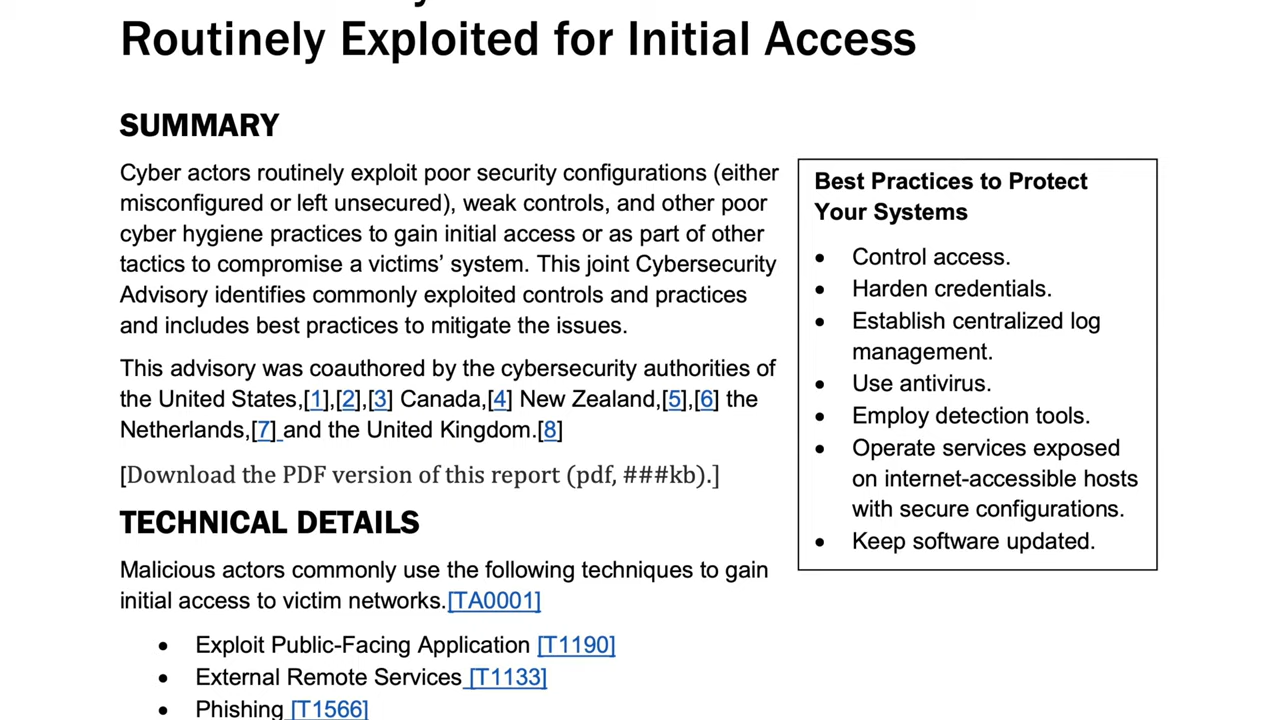 Routinely Exploited for Initial Access
SUMMARY
Cyber actors routinely exploit poor security configurations (either
misconfigured or left unsecured), weak controls, and other poor
cyber hygiene practices to gain initial access or as part of other
tactics to compromise a victims’ system. This joint Cybersecurity
Advisory identifies commonly exploited controls and practices
and includes best practices to mitigate the issues.
This advisory was coauthored by the cybersecurity authorities of
the United States,[1],[2],[3] Canada,[4] New Zealand,[5],[6] the
Netherlands,[7] and the United Kingdom.[8]
[Download the PDF version of this report (pdf, ###kb).]
Best Practices to Protect
Your Systems
• Control access.
• Harden credentials.
• Establish centralized log
management.
• Use antivirus.
• Employ detection tools.
• Operate services exposed
on internet-accessible hosts
with secure configurations.
• Keep software updated.
TECHNICAL DETAILS
Malicious actors commonly use the following techniques to gain
initial access to victim networks.[TA0001]
• Exploit Public-Facing Application [T1190]
• External Remote Services [T1133]
• Phishing [T1566]